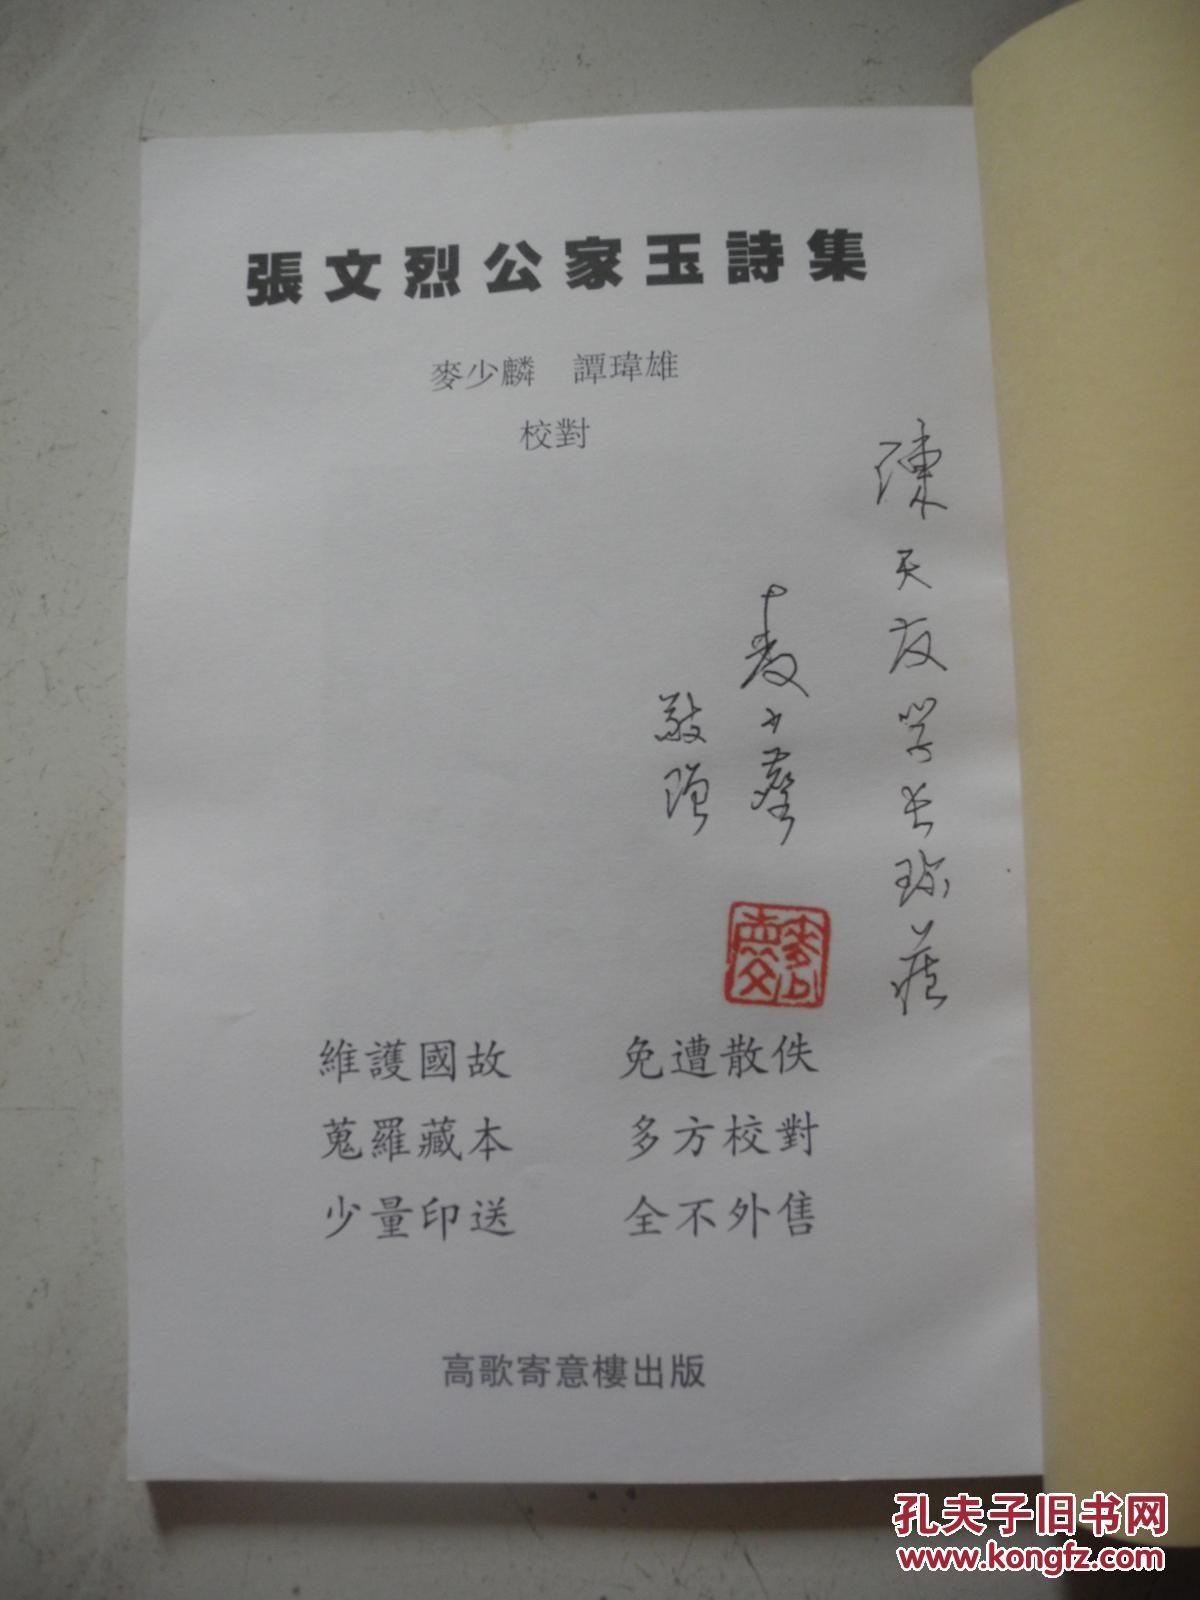 張文烈公家玉詩集
麥少麟　譚瑋雄
校對
陳天友学長珍藏
麥少麐
敬贈
維護國故　免遭散佚
蒐羅藏本　多方校對
少量印送　全不外售
高歌寄意樓出版
孔夫子旧书网
www.kongfz.com